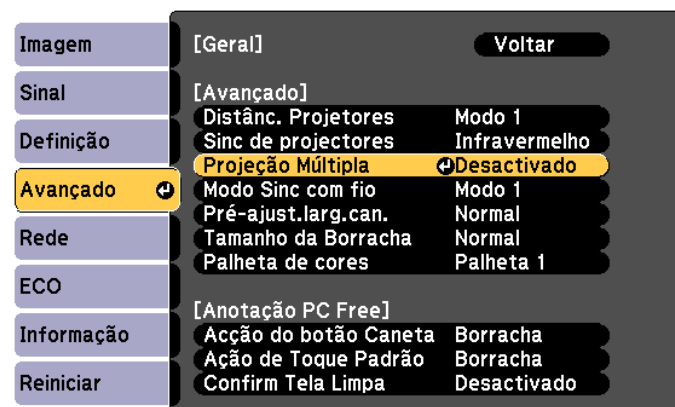 Imagem
Sinal
Definição
Avançado
Rede
ECO
Informação
Reiniciar
[Geral] Voltar
[Avançado]
Distânc. Projetores Modo 1
Sinc de projectores Infravermelho
Projeção Múltipla Desactivado
Modo Sinc com fio Modo 1
Pré-ajust.larg.can. Normal
Tamanho da Borracha Normal
Palheta de cores Palheta 1
[Anotação PC Free]
Acção do botão Caneta Borracha
Ação de Toque Padrão Borracha
Confirm Tela Limpa Desactivado